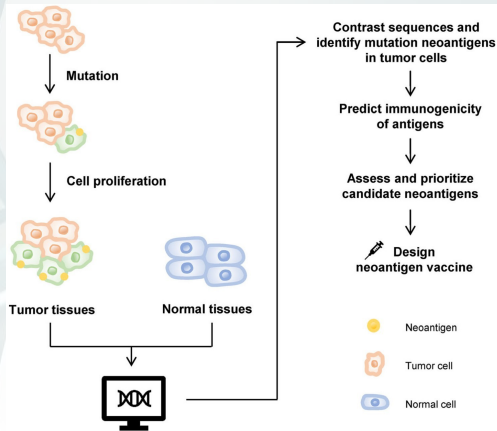 Mutation
Cell proliferation
Tumor tissues
Normal tissues
Contrast sequences and
identify mutation neoantigens
in tumor cells
Predict immunogenicity
of antigens
Assess and prioritize
candidate neoantigens
Design
neoantigen vaccine
Neoantigen
Tumor cell
Normal cell